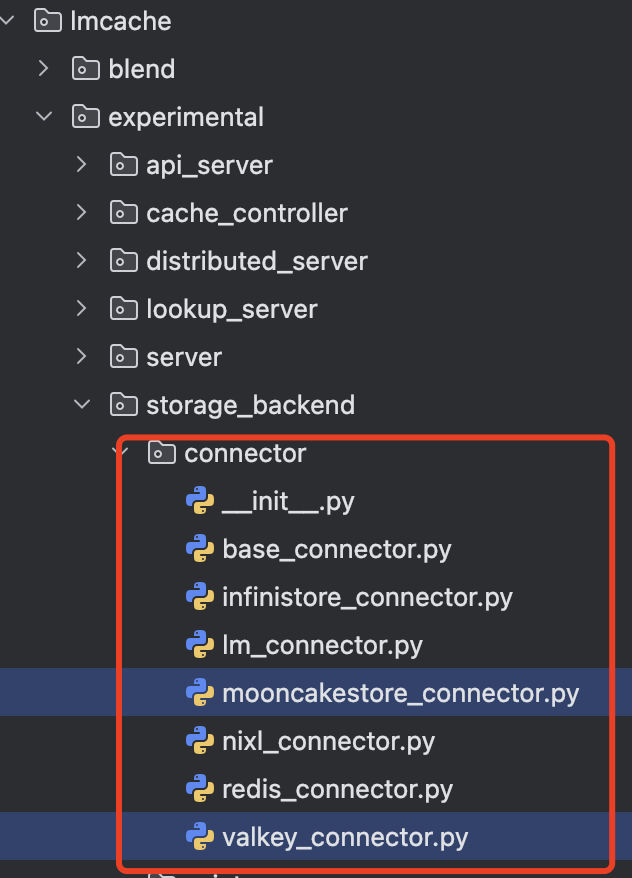 lmcache
blend
experimental
api_server
cache_controller
distributed_server
lookup_server
server
storage_backend
connector
__init__.py
base_connector.py
infinistore_connector.py
lm_connector.py
mooncakestore_connector.py
nixl_connector.py
redis_connector.py
valkey_connector.py